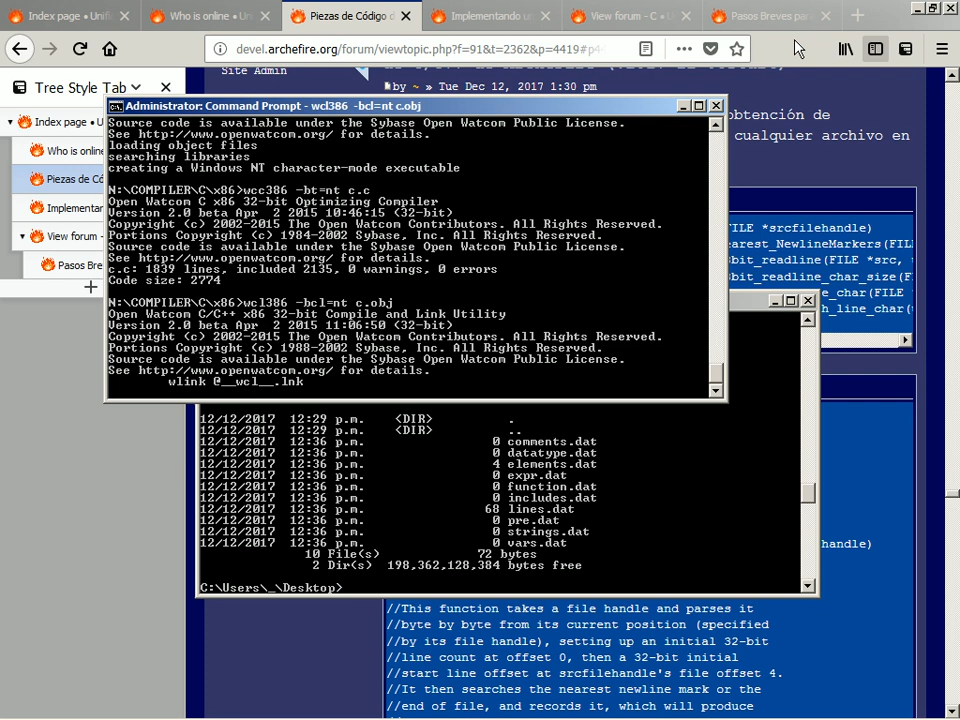 Index page • Unifi
Who is online • Un
Piezas de Código d
Implementando u
View forum - C • U
Pasos Breves par
devel.archefire.org/forum/viewtopic.php?f=91&t=2362&p=4419#p4
Tree Style Tab
Index page • U
Who is onlin
Piezas de Có
Implementar
View forum -
Pasos Bre
Site Admin
by ~ » Tue Dec 12, 2017 1:30 pm
obtención de
cualquier archivo en
Administrator: Command Prompt - wcl386 -bcl=nt c.obj
Source code is available under the Sybase Open Watcom Public License.
See http://www.openwatcom.org/ for details.
loading object files
searching libraries
creating a Windows NT character-mode executable
N:\COMPILER\C\x86>wcc386 -bt=nt c.c
Open Watcom C x86 32-bit Optimizing Compiler
Version 2.0 beta Apr  2 2015 10:46:15 (32-bit)
Copyright (c) 2002-2015 The Open Watcom Contributors. All Rights Reserved.
Portions Copyright (c) 1984-2002 Sybase, Inc. All Rights Reserved.
Source code is available under the Sybase Open Watcom Public License.
See http://www.openwatcom.org/ for details.
c.c: 1839 lines, included 2135, 0 warnings, 0 errors
Code size: 2774
N:\COMPILER\C\x86>wcl386 -bcl=nt c.obj
Open Watcom C/C++ x86 32-bit Compile and Link Utility
Version 2.0 beta Apr  2 2015 11:06:50 (32-bit)
Copyright (c) 2002-2015 The Open Watcom Contributors. All Rights Reserved.
Portions Copyright (c) 1988-2002 Sybase, Inc. All Rights Reserved.
Source code is available under the Sybase Open Watcom Public License.
See http://www.openwatcom.org/ for details.
wlink @__wcl__.lnk
FILE *srcfilehandle)
earest_NewlineMarkers(FIL
8bit_readline(FILE *src, u
bit_readline_char_size(F
e_char(FILE
h_line_char(u
12/12/2017  12:29 p.m.    <DIR>          .
12/12/2017  12:29 p.m.    <DIR>          ..
12/12/2017  12:36 p.m.                 0 comments.dat
12/12/2017  12:36 p.m.                 0 datatype.dat
12/12/2017  12:36 p.m.                 4 elements.dat
12/12/2017  12:36 p.m.                 0 expr.dat
12/12/2017  12:36 p.m.                 0 function.dat
12/12/2017  12:36 p.m.                 0 includes.dat
12/12/2017  12:36 p.m.                68 lines.dat
12/12/2017  12:36 p.m.                 0 pre.dat
12/12/2017  12:36 p.m.                 0 strings.dat
12/12/2017  12:36 p.m.                 0 vars.dat
10 File(s)             72 bytes
2 Dir(s)  198,362,128,384 bytes free
C:\Users\_\Desktop>
handle)
//This function takes a file handle and parses it
//byte by byte from its current position (specified
//by its file handle), setting up an initial 32-bit
//line count at offset 0, then a 32-bit initial
//start line offset at srcfilehandle's file offset 4.
//It then searches the nearest newline mark or the
//end of file, and records it, which will produce